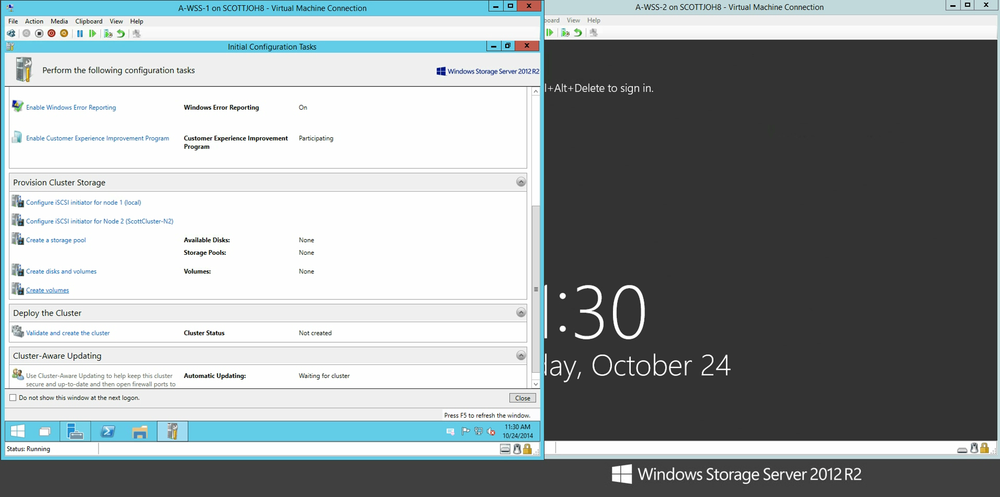 A-WSS-1 on SCOTTJOH8 - Virtual Machine Connection
File Action Media Clipboard View Help
Initial Configuration Tasks
Perform the following configuration tasks
Windows Storage Server 2012 R2
Enable Windows Error Reporting Windows Error Reporting On
Enable Customer Experience Improvement Program Customer Experience Improvement Participating
Program
Provision Cluster Storage
Configure iSCSI initiator for node 1 (local)
Configure iSCSI initiator for Node 2 (ScottCluster-N2)
Create a storage pool Available Disks: None
Storage Pools: None
Create disks and volumes Volumes: None
Create volumes
Deploy the Cluster
Validate and create the cluster Cluster Status Not created
Cluster-Aware Updating
Use Cluster-Aware Updating to help keep this cluster Automatic Updating: Waiting for cluster
secure and up-to-date and then open firewall ports to
Do not show this window at the next logon.
Close
Press F5 to refresh the window.
11:30 AM
10/24/2014
Status: Running
A-WSS-2 on SCOTTJOH8 - Virtual Machine Connection
board View Help
l+Alt+Delete to sign in.
1:30
day, October 24
Windows Storage Server 2012 R2